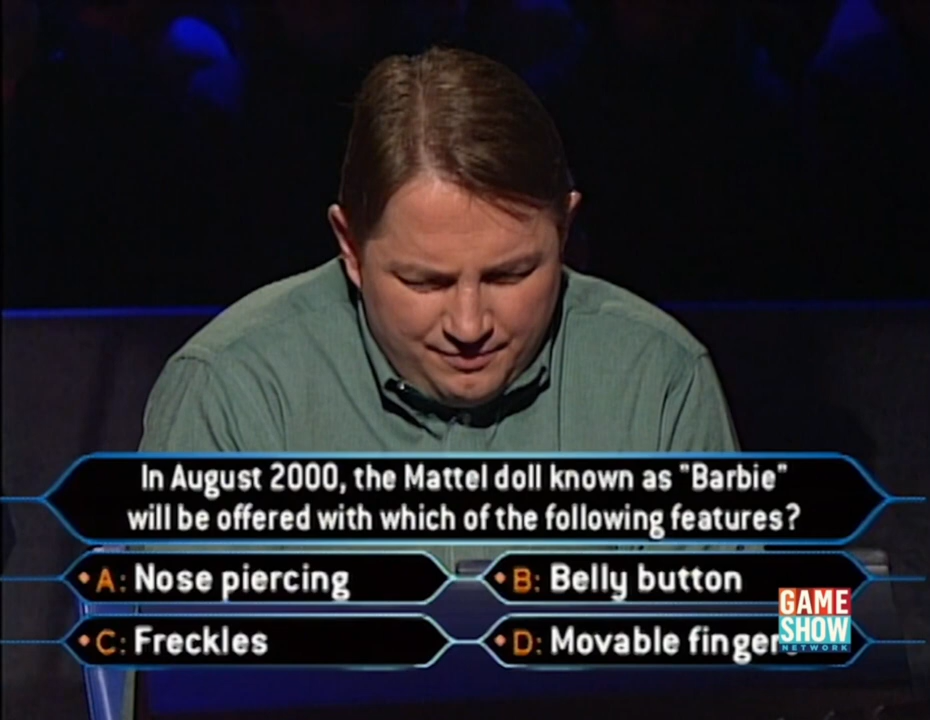 In August 2000, the Mattel doll known as "Barbie"
will be offered with which of the following features?
A: Nose piercing
B: Belly button
C: Freckles
D: Movable finger
GAME
SHOW
NETWORK